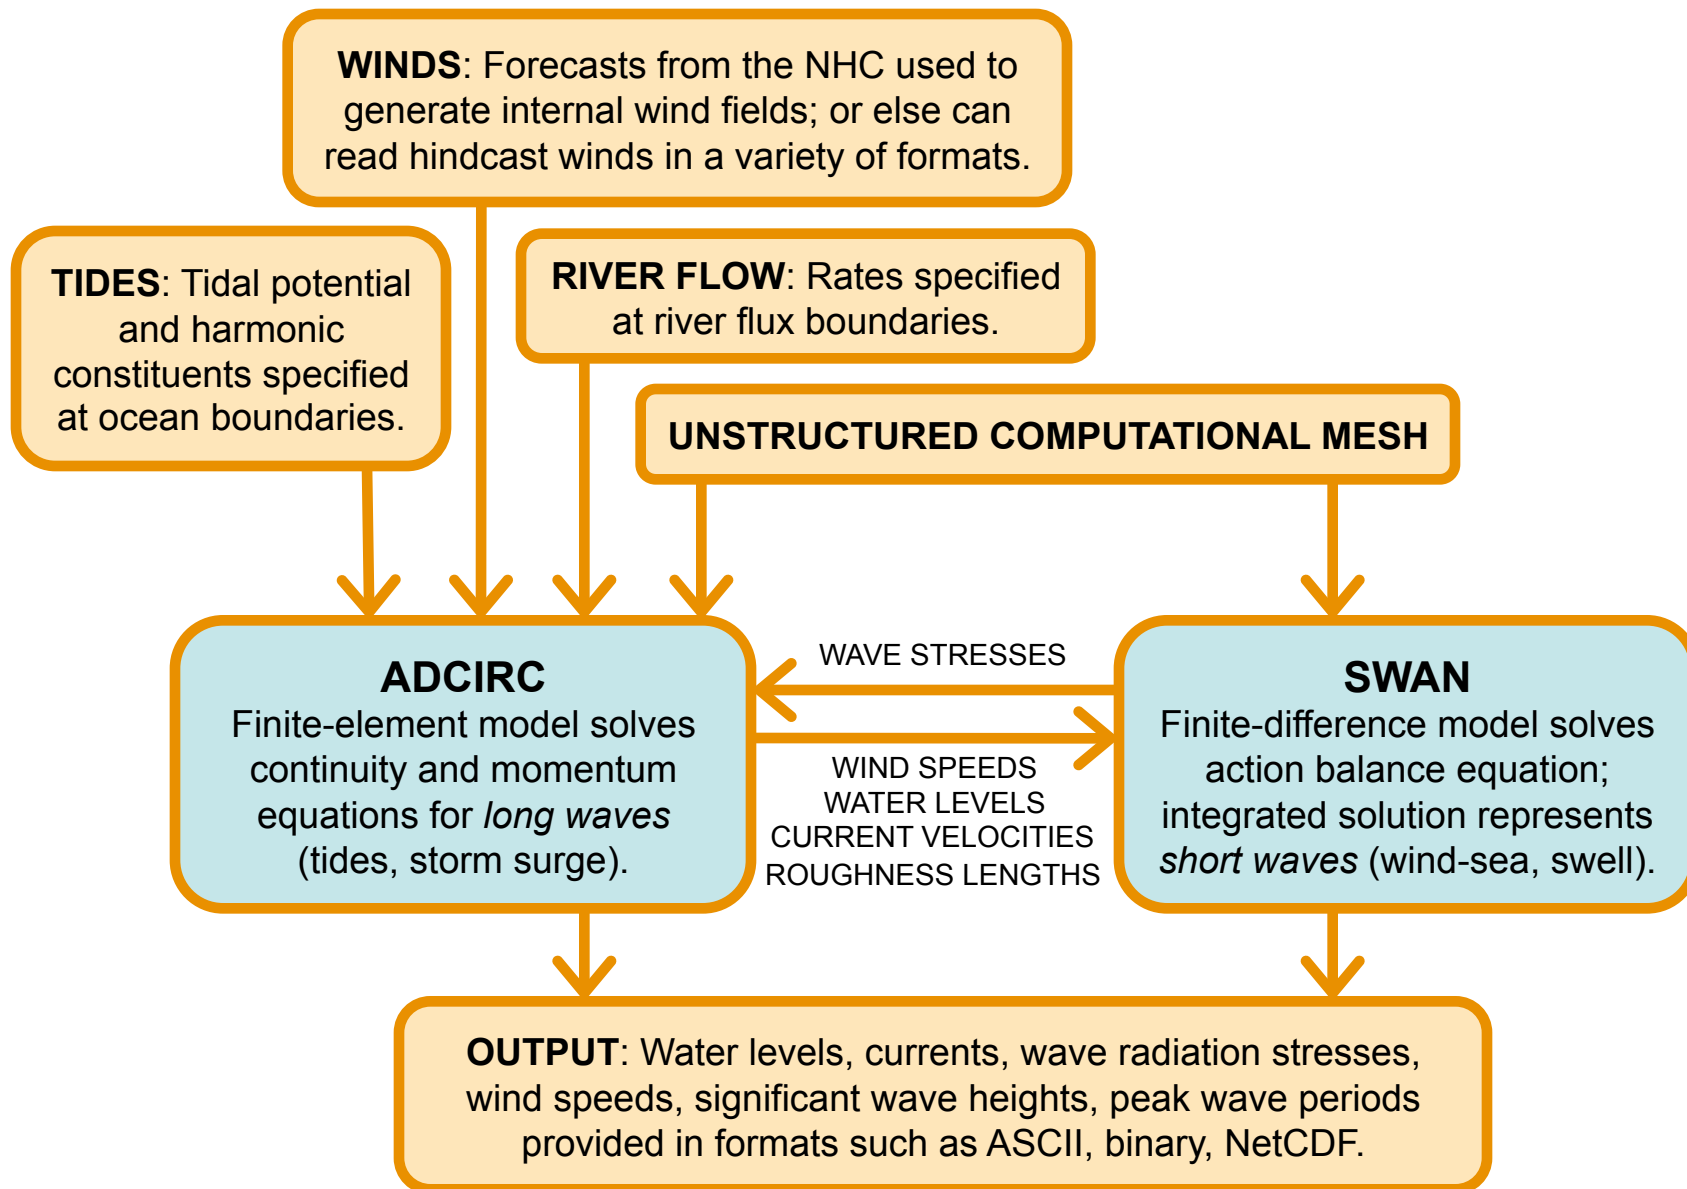 WINDS: Forecasts from the NHC used to
generate internal wind fields; or else can
read hindcast winds in a variety of formats.
TIDES: Tidal potential
and harmonic
constituents specified
at ocean boundaries.
RIVER FLOW: Rates specified
at river flux boundaries.
UNSTRUCTURED COMPUTATIONAL MESH
ADCIRC
Finite-element model solves
continuity and momentum
equations for long waves
(tides, storm surge).
WAVE STRESSES
WIND SPEEDS
WATER LEVELS
CURRENT VELOCITIES
ROUGHNESS LENGTHS
SWAN
Finite-difference model solves
action balance equation;
integrated solution represents
short waves (wind-sea, swell).
OUTPUT: Water levels, currents, wave radiation stresses,
wind speeds, significant wave heights, peak wave periods
provided in formats such as ASCII, binary, NetCDF.